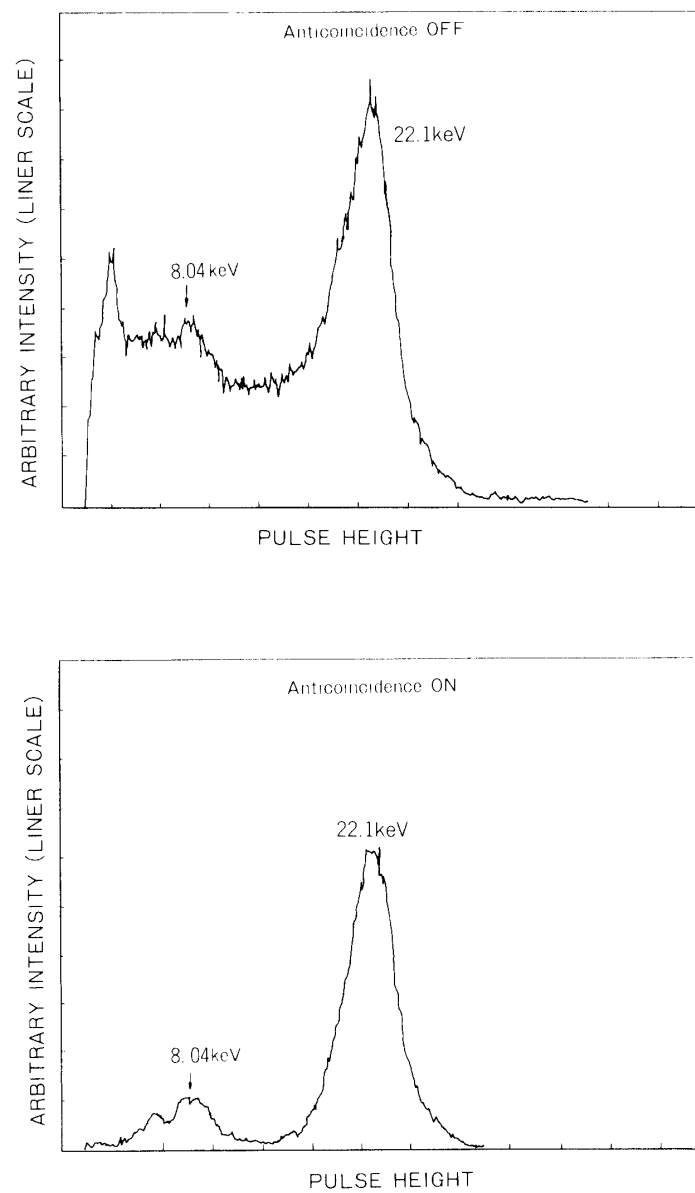 Anticoincidence OFF
22.1keV
8.04keV
ARBITRARY INTENSITY (LINER SCALE)
PULSE HEIGHT
Anticoincidence ON
22.1keV
8.04keV
ARBITRARY INTENSITY (LINER SCALE)
PULSE HEIGHT